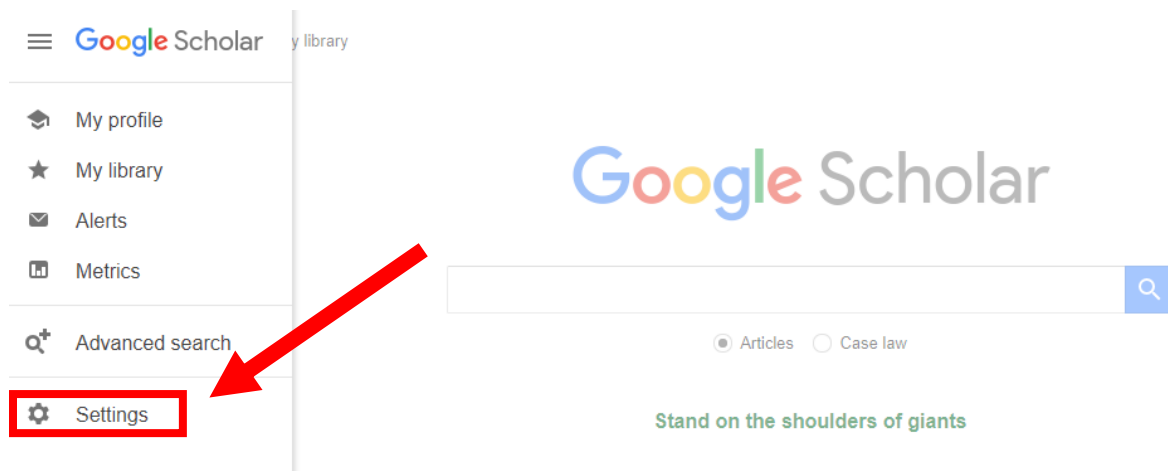 Google Scholar
y library
My profile
My library
Alerts
Metrics
Advanced search
Settings
Google Scholar
Articles Case law
Stand on the shoulders of giants